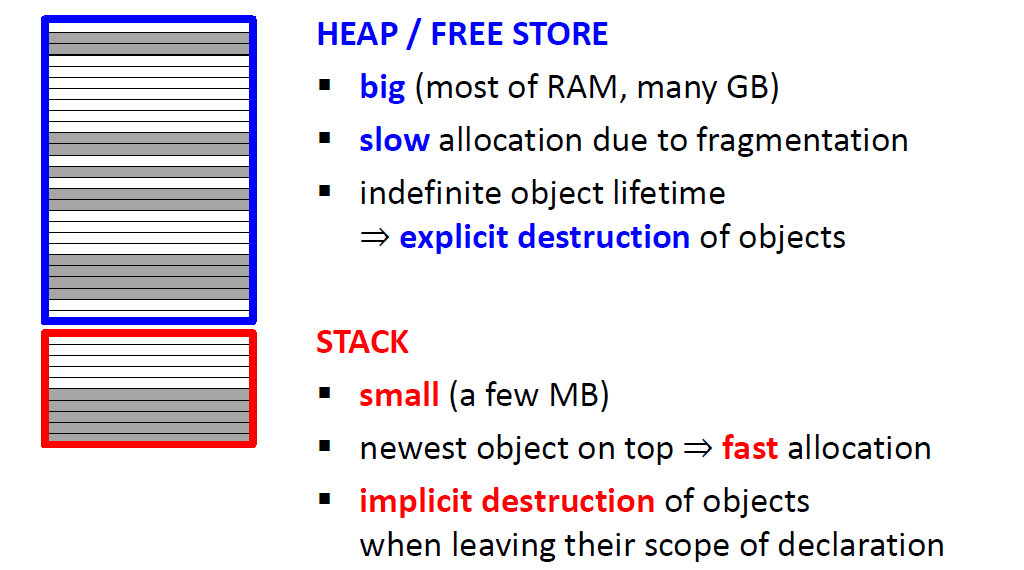 HEAP / FREE STORE
▪ big (most of RAM, many GB)
▪ slow allocation due to fragmentation
▪ indefinite object lifetime
⇒ explicit destruction of objects
STACK
▪ small (a few MB)
▪ newest object on top ⇒ fast allocation
▪ implicit destruction of objects
when leaving their scope of declaration